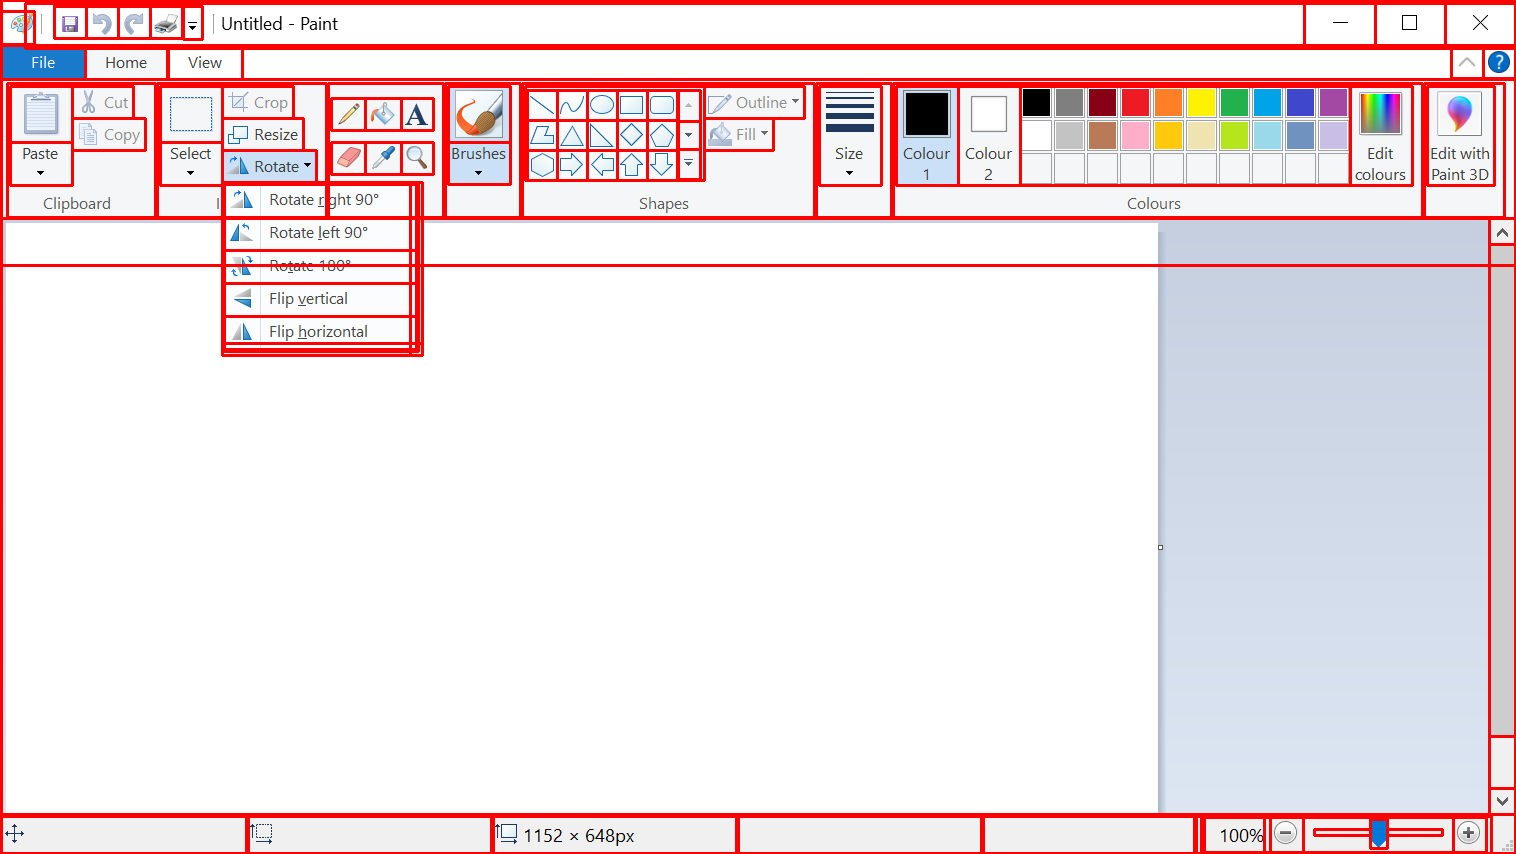 Untitled - Paint
File Home View
Cut
Copy
Paste
Clipboard
Crop
Resize
Rotate
Select
Brushes
Outline
Fill
Shapes
Size
Colour 1
Colour 2
Edit colours
Colours
Edit with Paint 3D
Rotate right 90°
Rotate left 90°
Rotate 180°
Flip vertical
Flip horizontal
1152 × 648px
100%